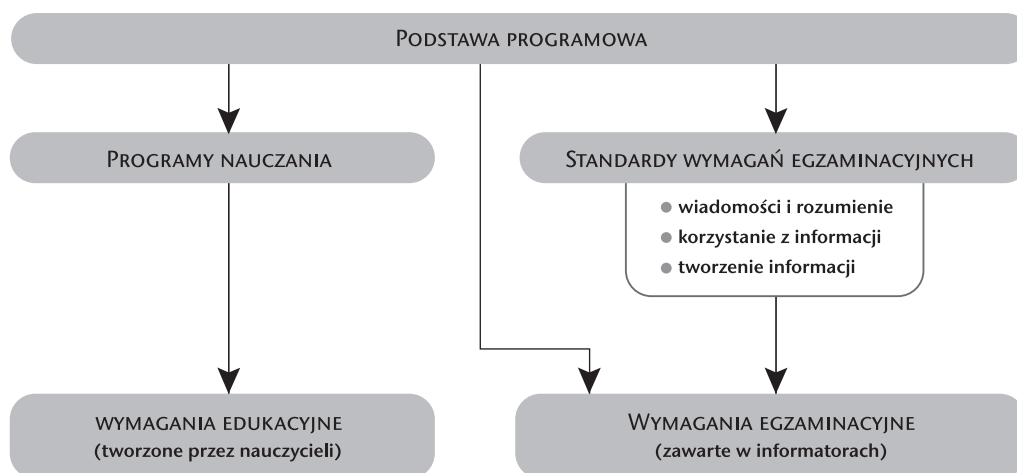 PODSTAWA PROGRAMOWA
PROGRAMY NAUCZANIA
STANDARDY WYMAGAŃ EGZAMINACYJNYCH
● wiadomości i rozumienie
● korzystanie z informacji
● tworzenie informacji
WYMAGANIA EDUKACYJNE
(tworzone przez nauczycieli)
WYMAGANIA EGZAMINACYJNE
(zawarte w informatorach)